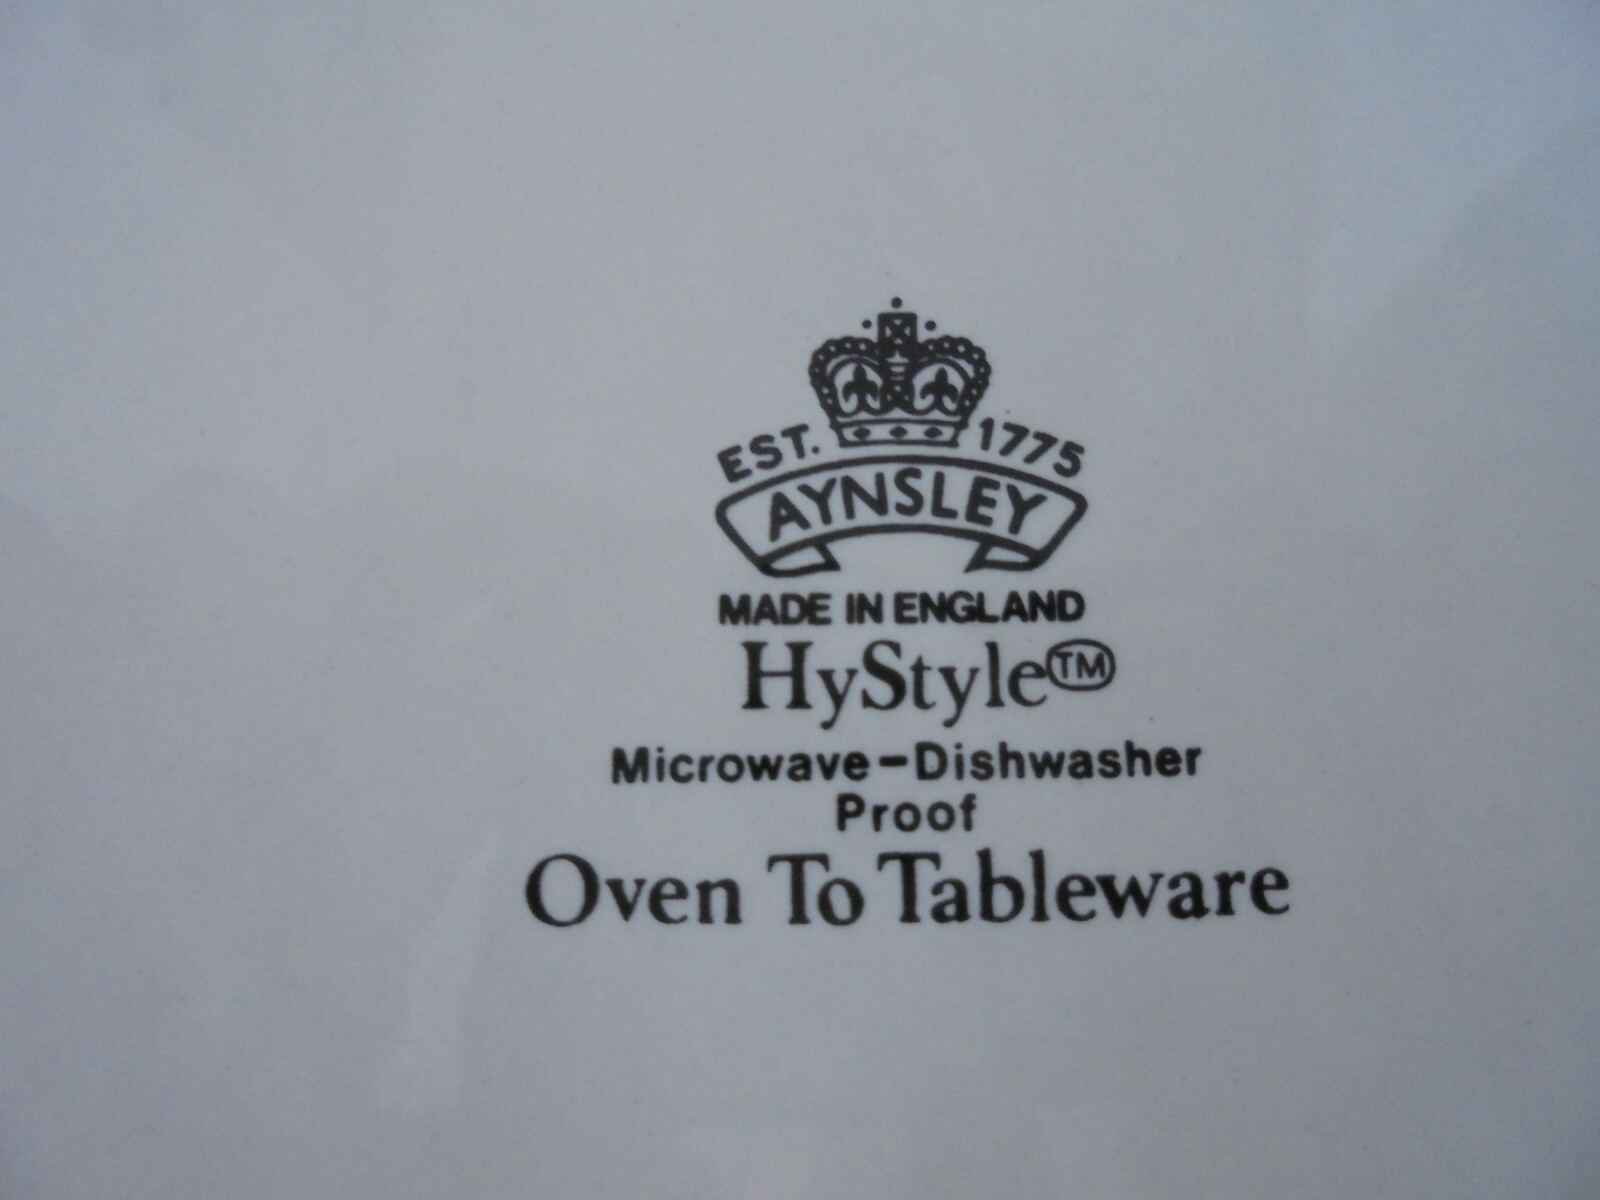 EST. 1775
AYNSLEY
MADE IN ENGLAND
HyStyle™
Microwave-Dishwasher
Proof
Oven To Tableware